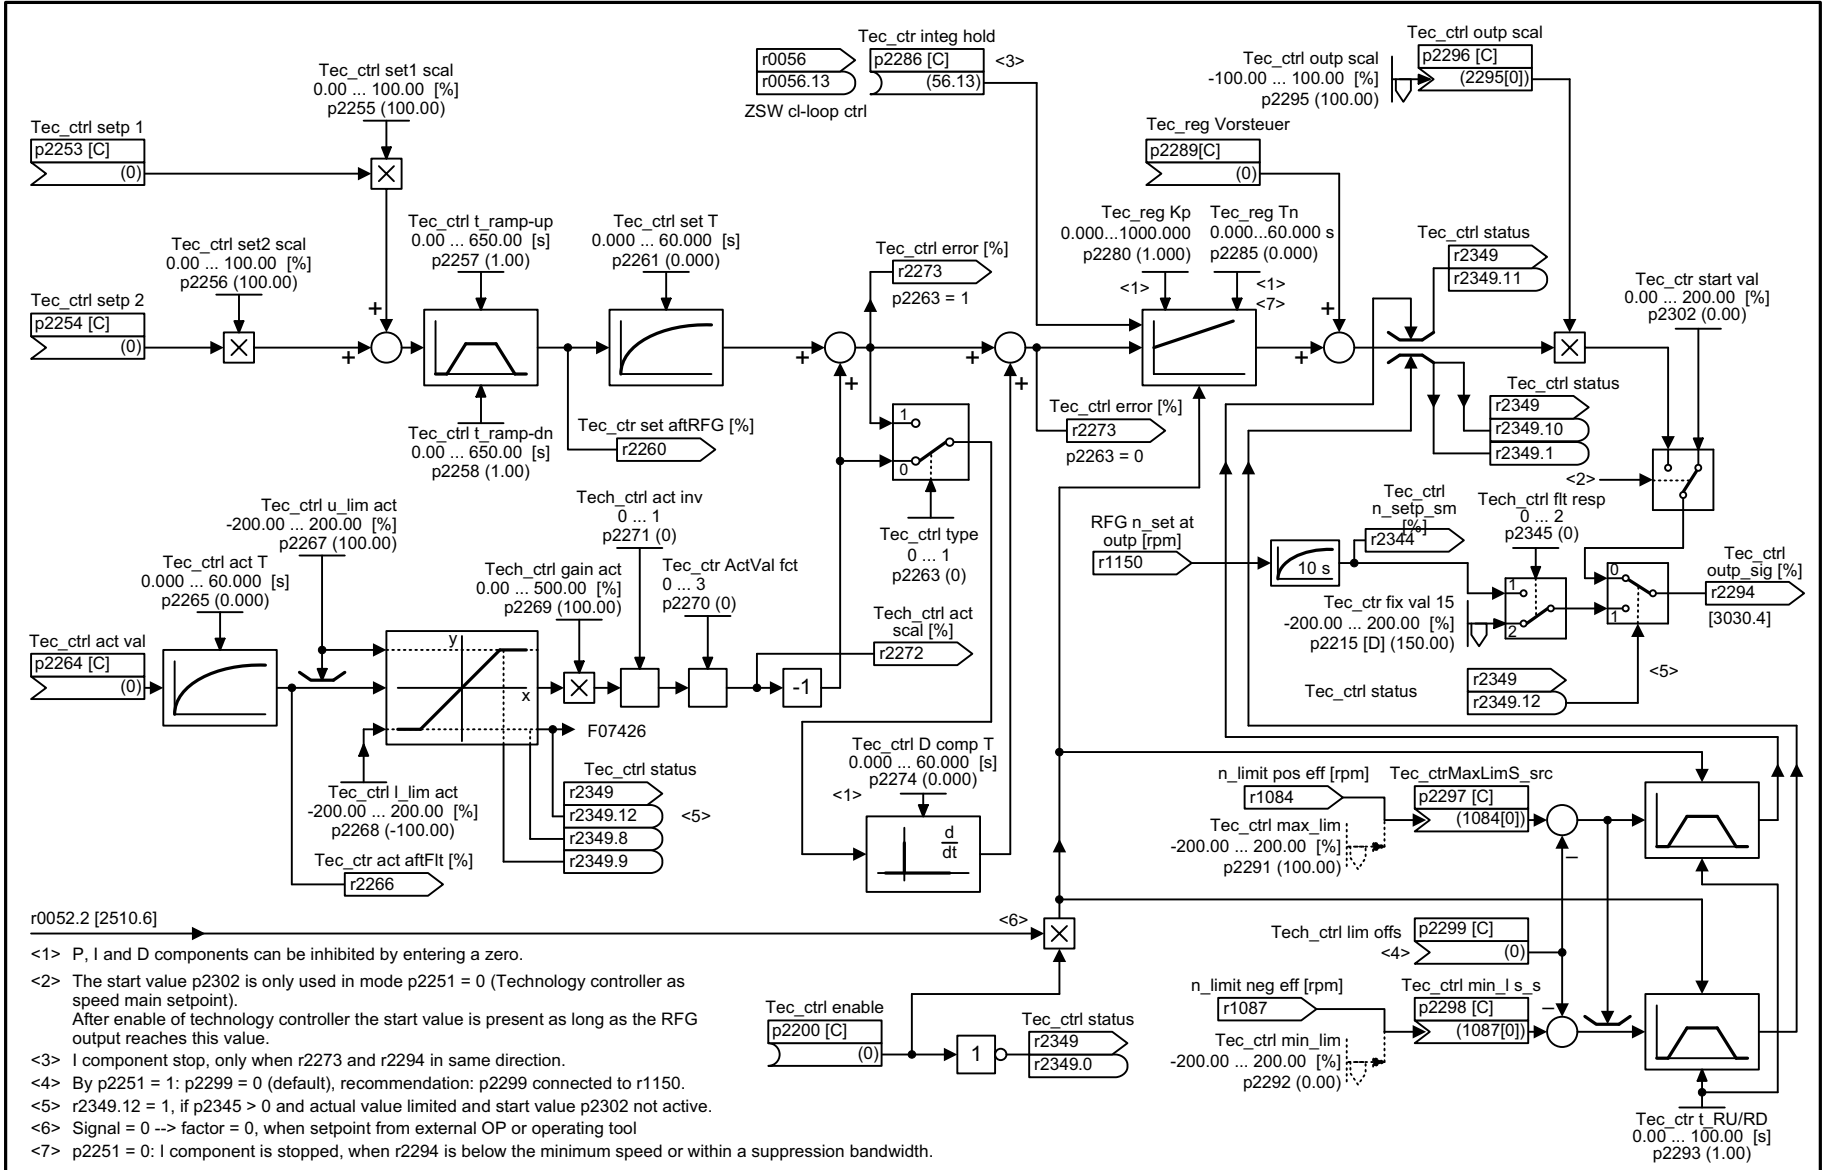 Tec_ctrl set1 scal
0.00 ... 100.00 [%]
p2255 (100.00)
Tec_ctrl setp 1
p2253 [C]
(0)
Tec_ctr integ hold
r0056
r0056.13
p2286 [C]
(56.13)
<3>
ZSW cl-loop ctrl
Tec_ctrl outp scal
-100.00 ... 100.00 [%]
p2295 (100.00)
Tec_ctrl outp scal
p2296 [C]
(2295[0])
Tec_reg Vorsteuer
p2289[C]
(0)
Tec_ctrl set2 scal
0.00 ... 100.00 [%]
p2256 (100.00)
Tec_ctrl setp 2
p2254 [C]
(0)
+
+
Tec_ctrl t_ramp-up
0.00 ... 650.00 [s]
p2257 (1.00)
Tec_ctrl set T
0.000 ... 60.000 [s]
p2261 (0.000)
Tec_ctrl t_ramp-dn
0.00 ... 650.00 [s]
p2258 (1.00)
Tec_ctr set aftRFG [%]
r2260
Tec_ctrl error [%]
r2273
p2263 = 1
+
+
+
+
1
0
Tec_ctrl type
0 ... 1
p2263 (0)
Tec_reg Kp
0.000...1000.000
p2280 (1.000)
<1>
Tec_reg Tn
0.000...60.000 s
p2285 (0.000)
<1>
<7>
Tec_ctrl error [%]
r2273
p2263 = 0
+
+
Tec_ctrl status
r2349
r2349.11
Tec_ctrl status
r2349
r2349.10
r2349.1
Tec_ctr start val
0.00 ... 200.00 [%]
p2302 (0.00)
<2>
Tec_ctrl u_lim act
-200.00 ... 200.00 [%]
p2267 (100.00)
Tec_ctrl act T
0.000 ... 60.000 [s]
p2265 (0.000)
Tec_ctrl act val
p2264 [C]
(0)
y
x
Tec_ctrl l_lim act
-200.00 ... 200.00 [%]
p2268 (-100.00)
Tec_ctr act aftFlt [%]
r2266
Tech_ctrl act inv
0 ... 1
p2271 (0)
Tech_ctrl gain act
0.00 ... 500.00 [%]
p2269 (100.00)
Tec_ctr ActVal fct
0 ... 3
p2270 (0)
Tech_ctrl act
scal [%]
r2272
-1
F07426
Tec_ctrl status
r2349
r2349.12
r2349.8
r2349.9
<5>
Tec_ctrl D comp T
0.000 ... 60.000 [s]
p2274 (0.000)
<1>
d
dt
RFG n_set at
outp [rpm]
r1150
10 s
Tec_ctrl
n_setp_sm
[%]
r2344
Tech_ctrl flt resp
0 ... 2
p2345 (0)
1
2
Tec_ctr fix val 15
-200.00 ... 200.00 [%]
p2215 [D] (150.00)
0
1
Tec_ctrl
outp_sig [%]
r2294
[3030.4]
Tec_ctrl status
r2349
r2349.12
<5>
n_limit pos eff [rpm]
r1084
Tec_ctrMaxLimS_src
p2297 [C]
(1084[0])
Tec_ctrl max_lim
-200.00 ... 200.00 [%]
p2291 (100.00)
–
Tech_ctrl lim offs
<4>
p2299 [C]
(0)
n_limit neg eff [rpm]
r1087
Tec_ctrl min_l s_s
p2298 [C]
(1087[0])
–
Tec_ctrl min_lim
-200.00 ... 200.00 [%]
p2292 (0.00)
Tec_ctr t_RU/RD
0.00 ... 100.00 [s]
p2293 (1.00)
r0052.2 [2510.6]
<6>
Tec_ctrl enable
p2200 [C]
(0)
1
Tec_ctrl status
r2349
r2349.0
<1> P, I and D components can be inhibited by entering a zero.
<2> The start value p2302 is only used in mode p2251 = 0 (Technology controller as
speed main setpoint).
After enable of technology controller the start value is present as long as the RFG
output reaches this value.
<3> I component stop, only when r2273 and r2294 in same direction.
<4> By p2251 = 1: p2299 = 0 (default), recommendation: p2299 connected to r1150.
<5> r2349.12 = 1, if p2345 > 0 and actual value limited and start value p2302 not active.
<6> Signal = 0 --> factor = 0, when setpoint from external OP or operating tool
<7> p2251 = 0: I component is stopped, when r2294 is below the minimum speed or within a suppression bandwidth.